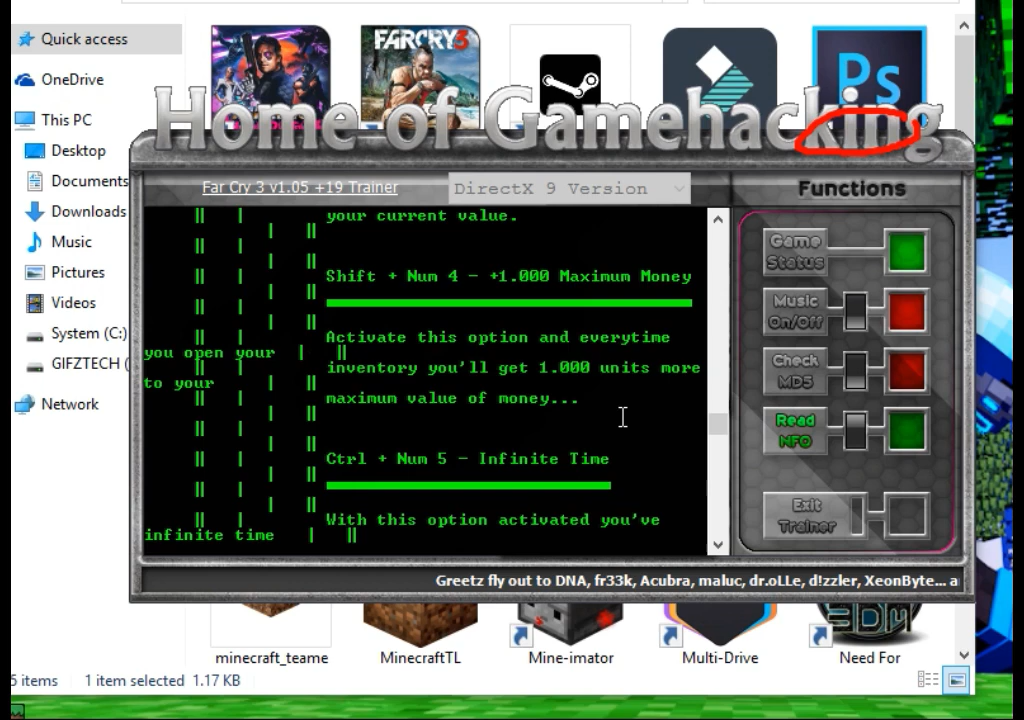 Quick access
OneDrive
This PC
Desktop
Documents
Downloads
Music
Pictures
Videos
System (C:)
GIFZTECH (
Network
FARCRY 3
Ps
Home of Gamehacking
Far Cry 3 v1.05 +19 Trainer
DirectX 9 Version
Functions
your current value.
Shift + Num 4 - +1.000 Maximum Money
Activate this option and everytime
you open your
inventory you'll get 1.000 units more
to your
maximum value of money...
Ctrl + Num 5 - Infinite Time
With this option activated you've
infinite time
Game
Status
Music
On/Off
Check
MD5
Read
NFO
Exit
Trainer
Greetz fly out to DNA, fr33k, Acubra, maluc, dr.oLLe, d!zzler, XeonByte... a
minecraft_teame
MinecraftTL
Mine-imator
Multi-Drive
Need For
5 items
1 item selected 1.17 KB